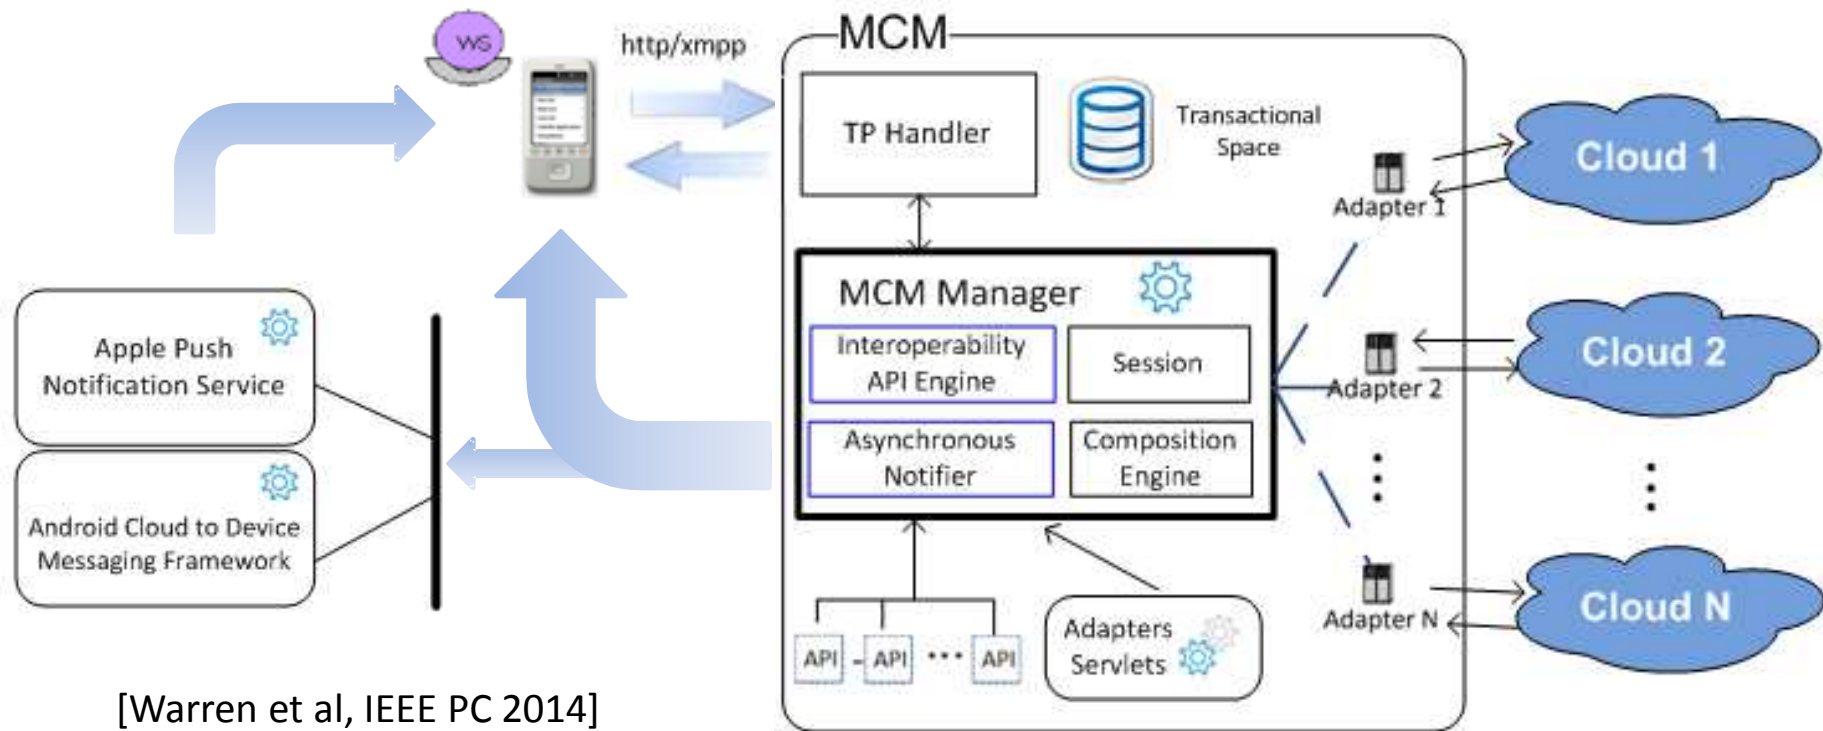 WS
http/xmpp
MCM
TP Handler
Transactional
Space
Adapter 1
Cloud 1
MCM Manager
Interoperability
API Engine
Session
Asynchronous
Notifier
Composition
Engine
Adapter 2
Cloud 2
Apple Push
Notification Service
Android Cloud to Device
Messaging Framework
API
API
API
Adapters
Servlets
Adapter N
Cloud N
[Warren et al, IEEE PC 2014]